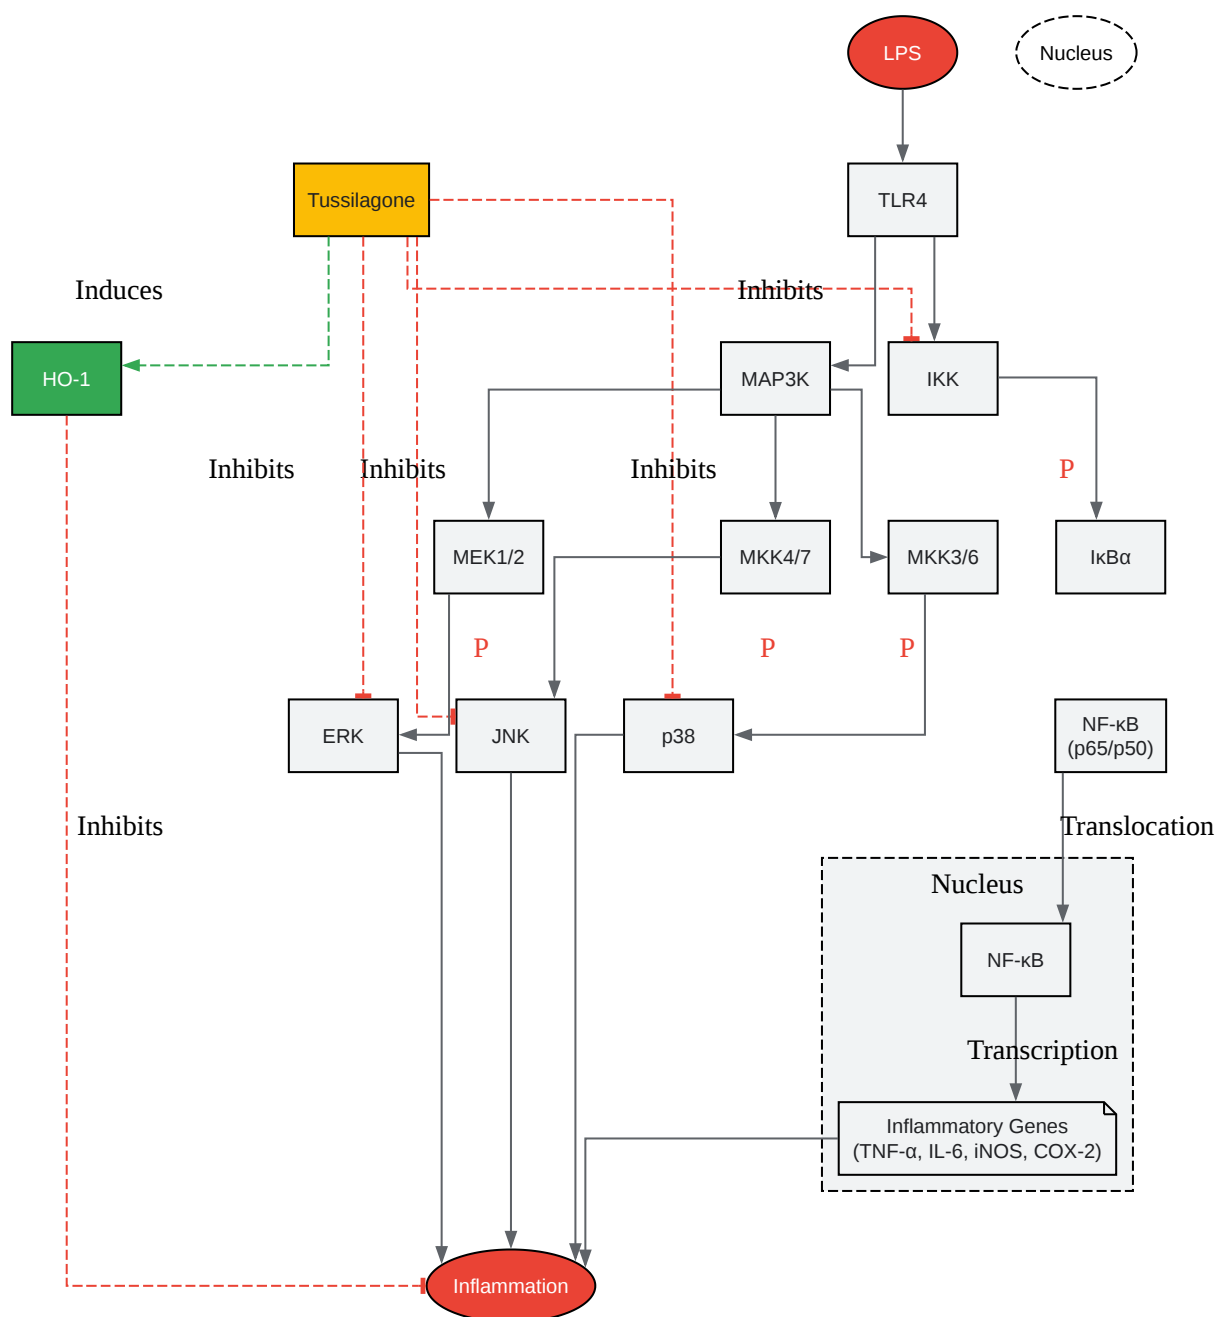 LPS
Nucleus
Tussilagone
TLR4
Induces
Inhibits
HO-1
MAP3K
IKK
Inhibits
Inhibits
Inhibits
P
MEK1/2
MKK4/7
MKK3/6
IκBα
P
P
P
ERK
JNK
p38
NF-κB
(p65/p50)
Inhibits
Translocation
Nucleus
NF-κB
Transcription
Inflammatory Genes
(TNF-α, IL-6, iNOS, COX-2)
Inflammation